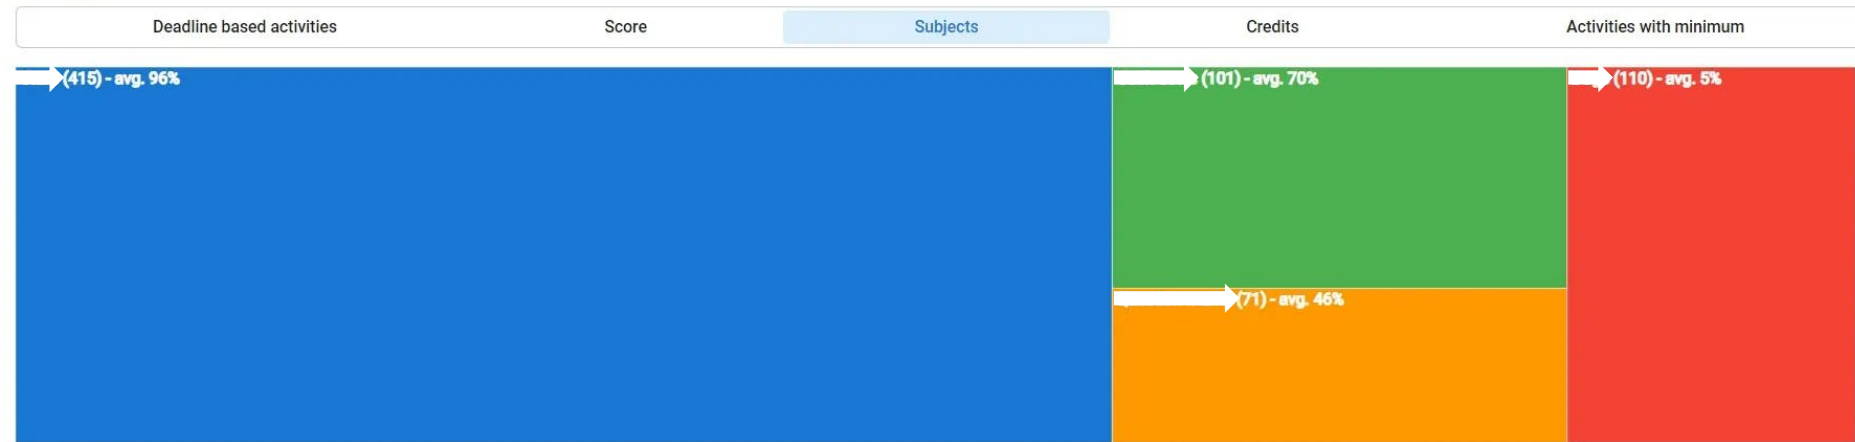 Deadline based activities
Score
Subjects
Credits
Activities with minimum
(415) - avg. 96%
(101) - avg. 70%
(110) - avg. 5%
(71) - avg. 46%